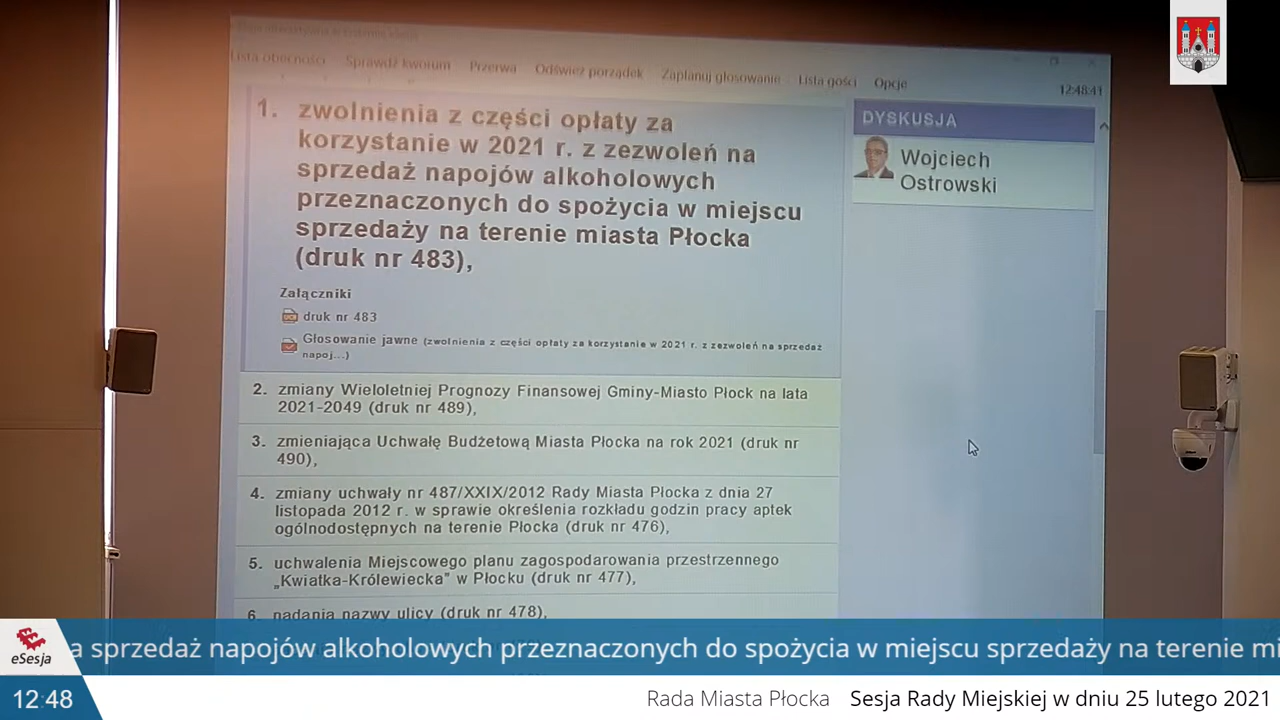 Lista obecności Sprawdź kworum Przerwa Odśwież porządek Zaplanuj głosowanie Lista gości Opcje
12:48:41
1. zwolnienia z części opłaty za
korzystanie w 2021 r. z zezwoleń na
sprzedaż napojów alkoholowych
przeznaczonych do spożycia w miejscu
sprzedaży na terenie miasta Płocka
(druk nr 483),
Załączniki
druk nr 483
Głosowanie jawne (zwolnienia z części opłaty za korzystanie w 2021 r. z zezwoleń na sprzedaż
napoj...)
2. zmiany Wieloletniej Prognozy Finansowej Gminy-Miasto Płock na lata
2021-2049 (druk nr 489),
3. zmieniająca Uchwałę Budżetową Miasta Płocka na rok 2021 (druk nr
490),
4. zmiany uchwały nr 487/XXIX/2012 Rady Miasta Płocka z dnia 27
listopada 2012 r. w sprawie określenia rozkładu godzin pracy aptek
ogólnodostępnych na terenie Płocka (druk nr 476),
5. uchwalenia Miejscowego planu zagospodarowania przestrzennego
„Kwiatka-Królewiecka” w Płocku (druk nr 477),
6. nadania nazwy ulicy (druk nr 478),
DYSKUSJA
Wojciech
Ostrowski
eSesja
a sprzedaż napojów alkoholowych przeznaczonych do spożycia w miejscu sprzedaży na terenie mi
12:48
Rada Miasta Płocka Sesja Rady Miejskiej w dniu 25 lutego 2021